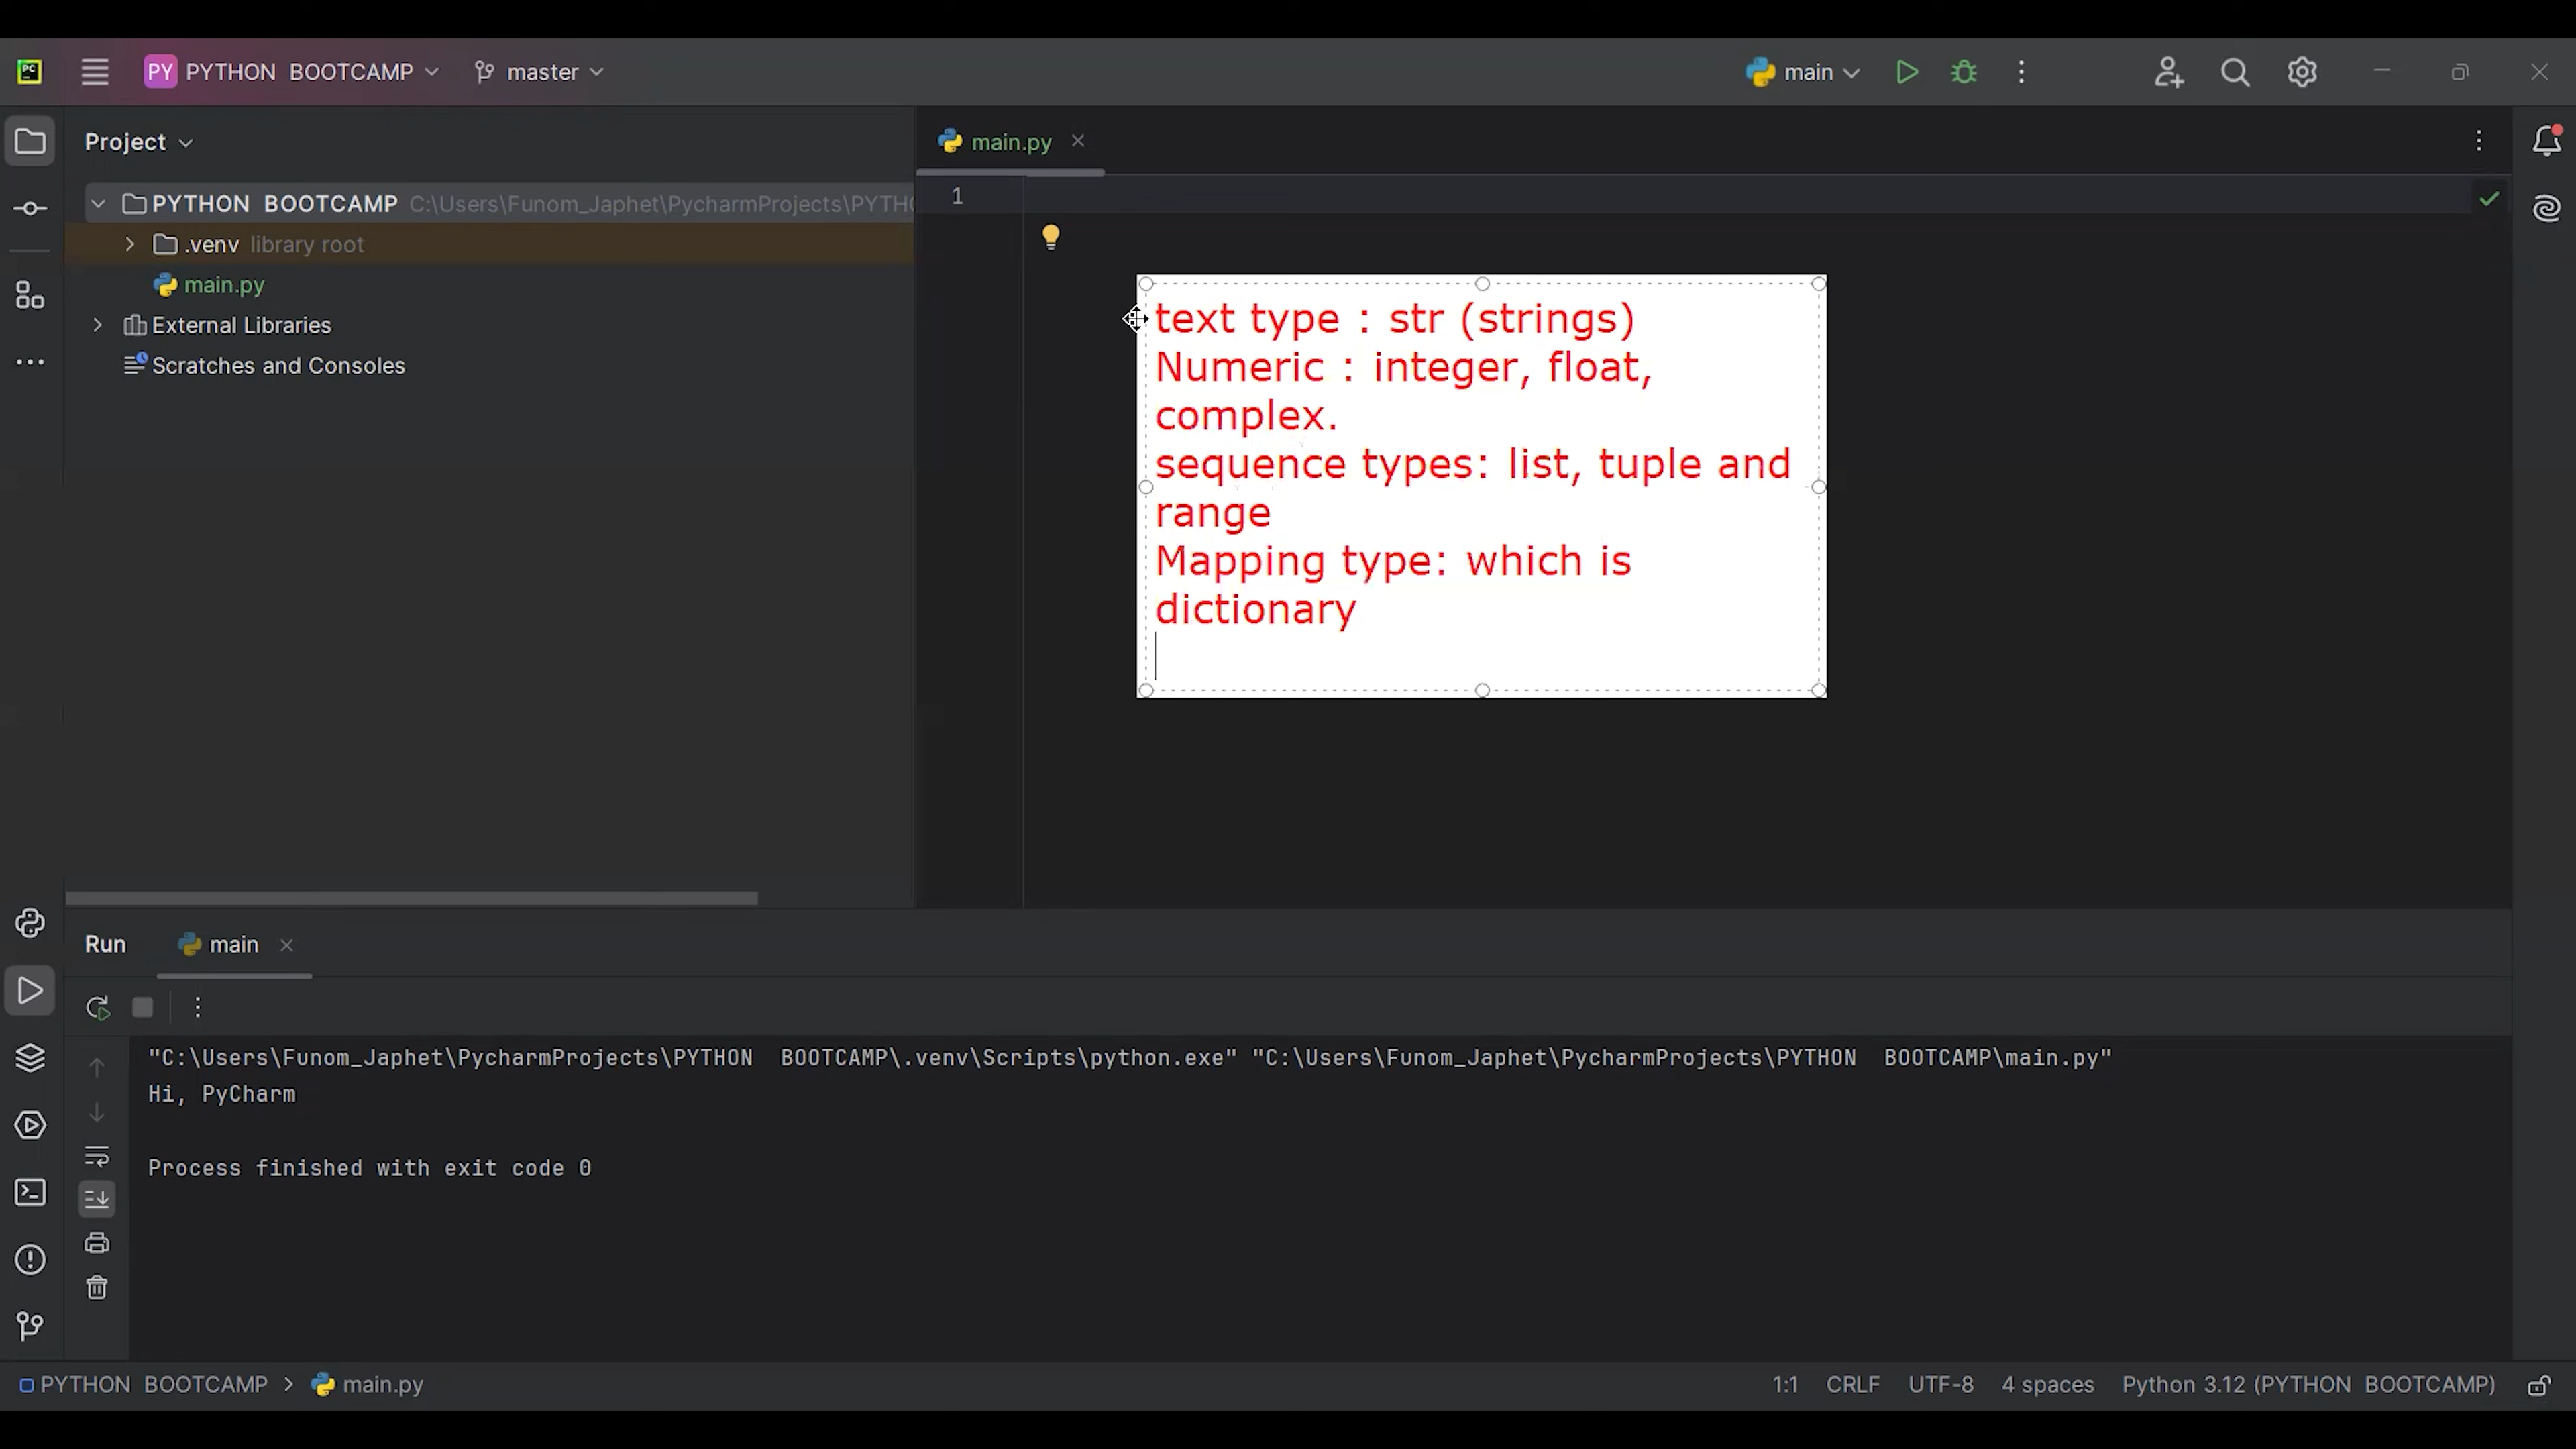 PC
PY PYTHON BOOTCAMP
master
main
Project
main.py
PYTHON BOOTCAMP C:\Users\Funom_Japhet\PycharmProjects\PYTH
1
.venv library root
main.py
External Libraries
Scratches and Consoles
text type : str (strings)
Numeric : integer, float,
complex.
sequence types: list, tuple and
range
Mapping type: which is
dictionary
Run
main
"C:\Users\Funom_Japhet\PycharmProjects\PYTHON BOOTCAMP\.venv\Scripts\python.exe" "C:\Users\Funom_Japhet\PycharmProjects\PYTHON BOOTCAMP\main.py"
Hi, PyCharm
Process finished with exit code 0
PYTHON BOOTCAMP > main.py
1:1 CRLF UTF-8 4 spaces Python 3.12 (PYTHON BOOTCAMP)